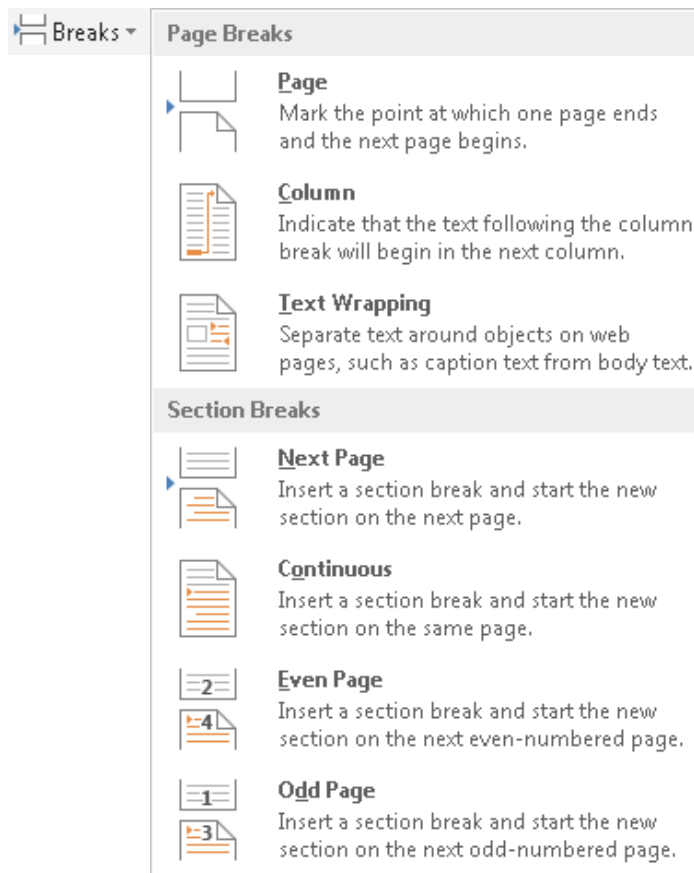 Breaks
Page Breaks
Page
Mark the point at which one page ends
and the next page begins.
Column
Indicate that the text following the column
break will begin in the next column.
Text Wrapping
Separate text around objects on web
pages, such as caption text from body text.
Section Breaks
Next Page
Insert a section break and start the new
section on the next page.
Continuous
Insert a section break and start the new
section on the same page.
2
Even Page
4
Insert a section break and start the new
section on the next even-numbered page.
1
Odd Page
3
Insert a section break and start the new
section on the next odd-numbered page.